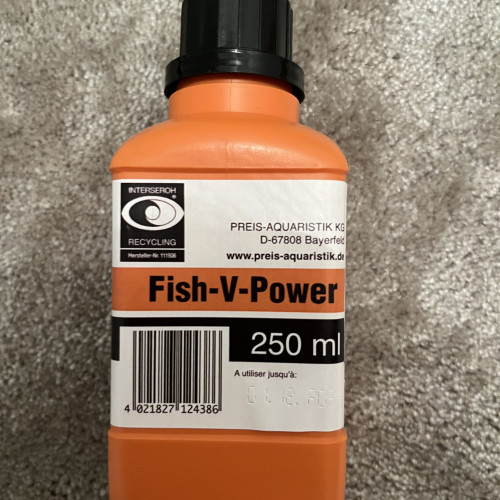 INTERSEROH
®
RECYCLING
Hersteller-Nr. 111936
PREIS-AQUARISTIK KG
D-67808 Bayerfeld
www.preis-aquaristik.de
Fish-V-Power
250 ml
A utiliser jusqu'à:
4 021827 124386